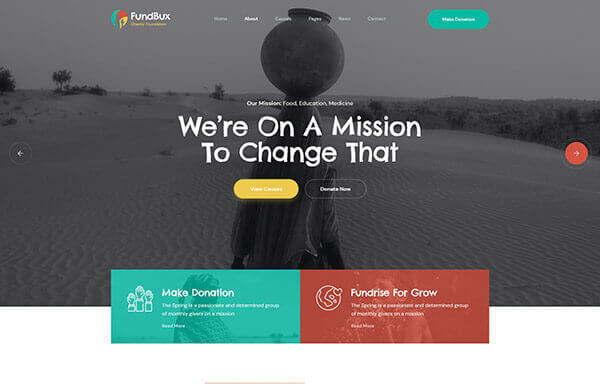 FundBux
Charity Foundation
Home About Causes Pages News Contact
Make Donation
Our Mission: Food, Education, Medicine
We're On A Mission
To Change That
View Causes Donate Now
Make Donation
The Spring is a passionate and determined group
of monthly givers on a mission
Read More
Fundrise For Grow
The Spring is a passionate and determined group
of monthly givers on a mission
Read More